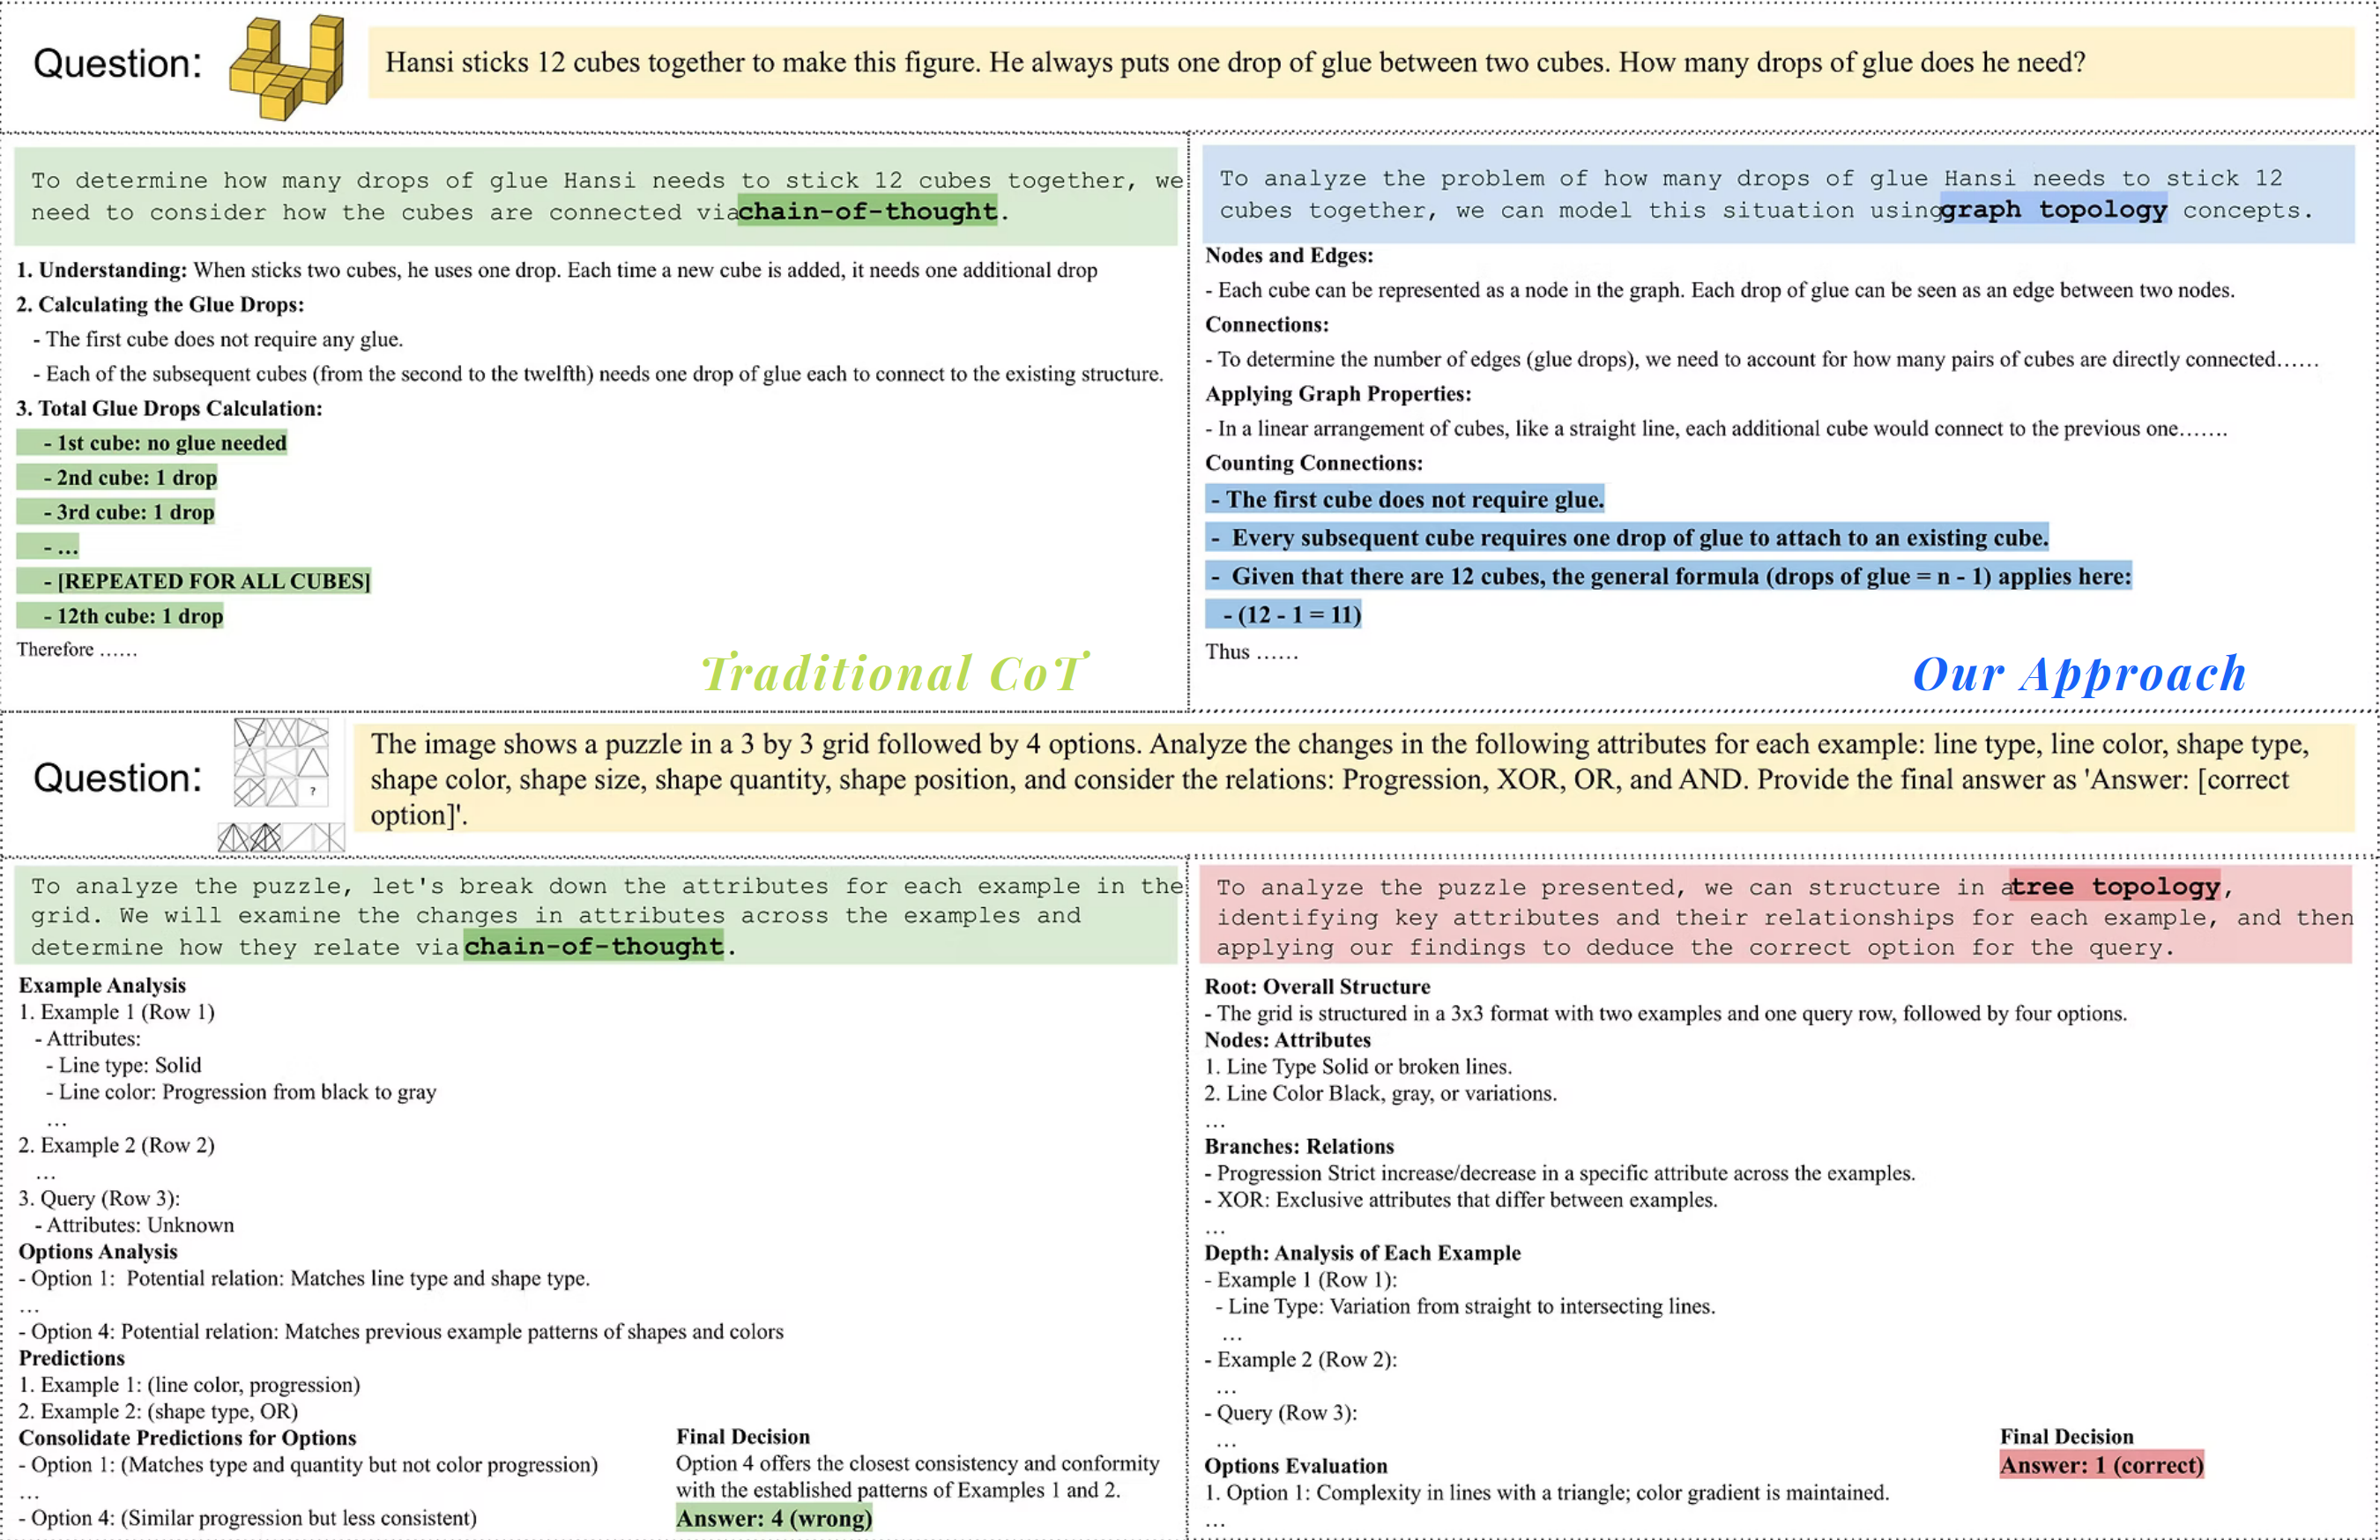 Question:
Hansi sticks 12 cubes together to make this figure. He always puts one drop of glue between two cubes. How many drops of glue does he need?
To determine how many drops of glue Hansi needs to stick 12 cubes together, we
need to consider how the cubes are connected via chain-of-thought.
1. Understanding: When sticks two cubes, he uses one drop. Each time a new cube is added, it needs one additional drop
2. Calculating the Glue Drops:
- The first cube does not require any glue.
- Each of the subsequent cubes (from the second to the twelfth) needs one drop of glue each to connect to the existing structure.
3. Total Glue Drops Calculation:
- 1st cube: no glue needed
- 2nd cube: 1 drop
- 3rd cube: 1 drop
- ...
- [REPEATED FOR ALL CUBES]
- 12th cube: 1 drop
Therefore ……
Traditional CoT
To analyze the problem of how many drops of glue Hansi needs to stick 12
cubes together, we can model this situation using graph topology concepts.
Nodes and Edges:
- Each cube can be represented as a node in the graph. Each drop of glue can be seen as an edge between two nodes.
Connections:
- To determine the number of edges (glue drops), we need to account for how many pairs of cubes are directly connected……
Applying Graph Properties:
- In a linear arrangement of cubes, like a straight line, each additional cube would connect to the previous one…….
Counting Connections:
- The first cube does not require glue.
- Every subsequent cube requires one drop of glue to attach to an existing cube.
- Given that there are 12 cubes, the general formula (drops of glue = n - 1) applies here:
- (12 - 1 = 11)
Thus ……
Our Approach
Question:
?
The image shows a puzzle in a 3 by 3 grid followed by 4 options. Analyze the changes in the following attributes for each example: line type, line color, shape type,
shape color, shape size, shape quantity, shape position, and consider the relations: Progression, XOR, OR, and AND. Provide the final answer as 'Answer: [correct
option]'.
To analyze the puzzle, let's break down the attributes for each example in the
grid. We will examine the changes in attributes across the examples and
determine how they relate via chain-of-thought.
Example Analysis
1. Example 1 (Row 1)
- Attributes:
- Line type: Solid
- Line color: Progression from black to gray
...
2. Example 2 (Row 2)
...
3. Query (Row 3):
- Attributes: Unknown
Options Analysis
- Option 1: Potential relation: Matches line type and shape type.
...
- Option 4: Potential relation: Matches previous example patterns of shapes and colors
Predictions
1. Example 1: (line color, progression)
2. Example 2: (shape type, OR)
Consolidate Predictions for Options
- Option 1: (Matches type and quantity but not color progression)
...
- Option 4: (Similar progression but less consistent)
Final Decision
Option 4 offers the closest consistency and conformity
with the established patterns of Examples 1 and 2.
Answer: 4 (wrong)
To analyze the puzzle presented, we can structure in a tree topology,
identifying key attributes and their relationships for each example, and then
applying our findings to deduce the correct option for the query.
Root: Overall Structure
- The grid is structured in a 3x3 format with two examples and one query row, followed by four options.
Nodes: Attributes
1. Line Type Solid or broken lines.
2. Line Color Black, gray, or variations.
...
Branches: Relations
- Progression Strict increase/decrease in a specific attribute across the examples.
- XOR: Exclusive attributes that differ between examples.
...
Depth: Analysis of Each Example
- Example 1 (Row 1):
- Line Type: Variation from straight to intersecting lines.
...
- Example 2 (Row 2):
...
- Query (Row 3):
...
Options Evaluation
1. Option 1: Complexity in lines with a triangle; color gradient is maintained.
...
Final Decision
Answer: 1 (correct)